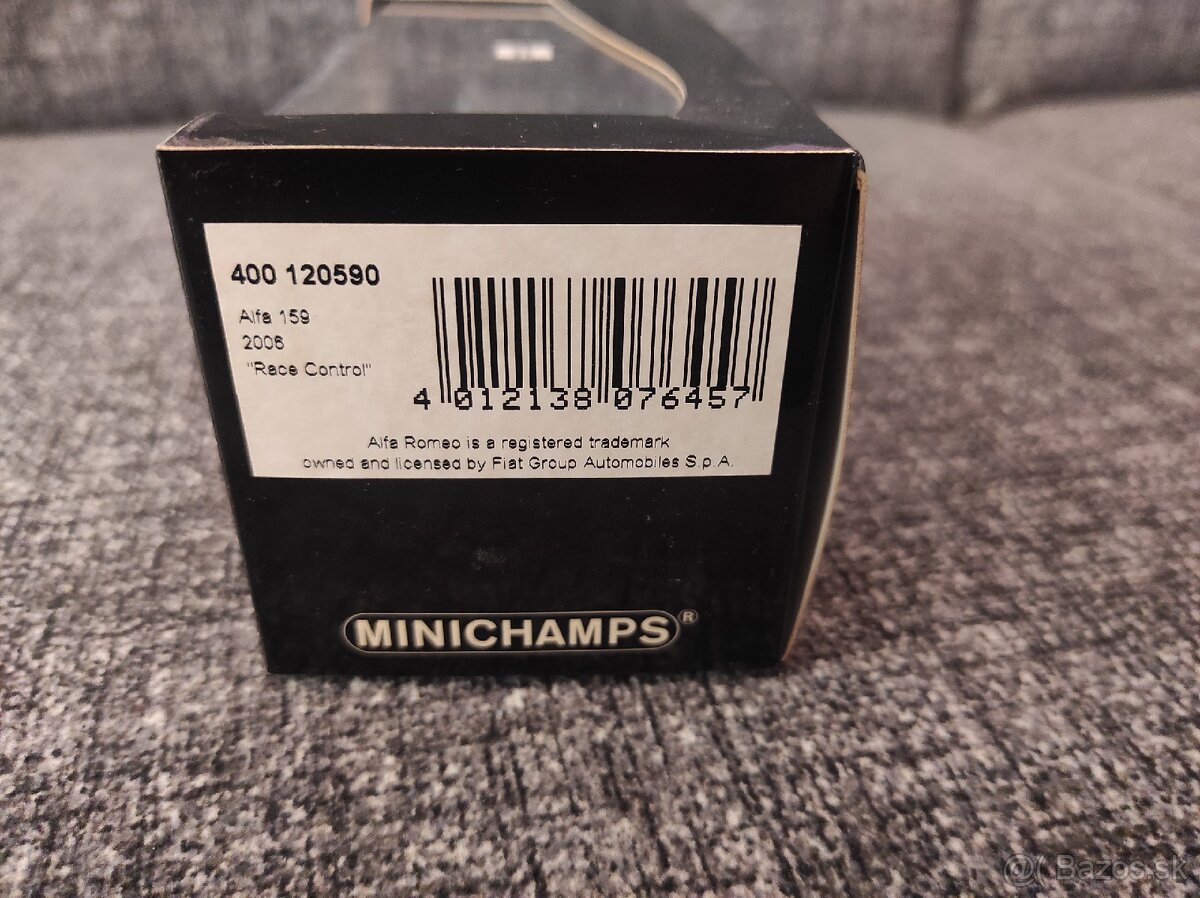 400 120590
Alfa 159
2006
"Race Control"
4 012138 076457
Alfa Romeo is a registered trademark
owned and licensed by Fiat Group Automobiles S.p.A.
MINICHAMPS®
@( Bazos.sk